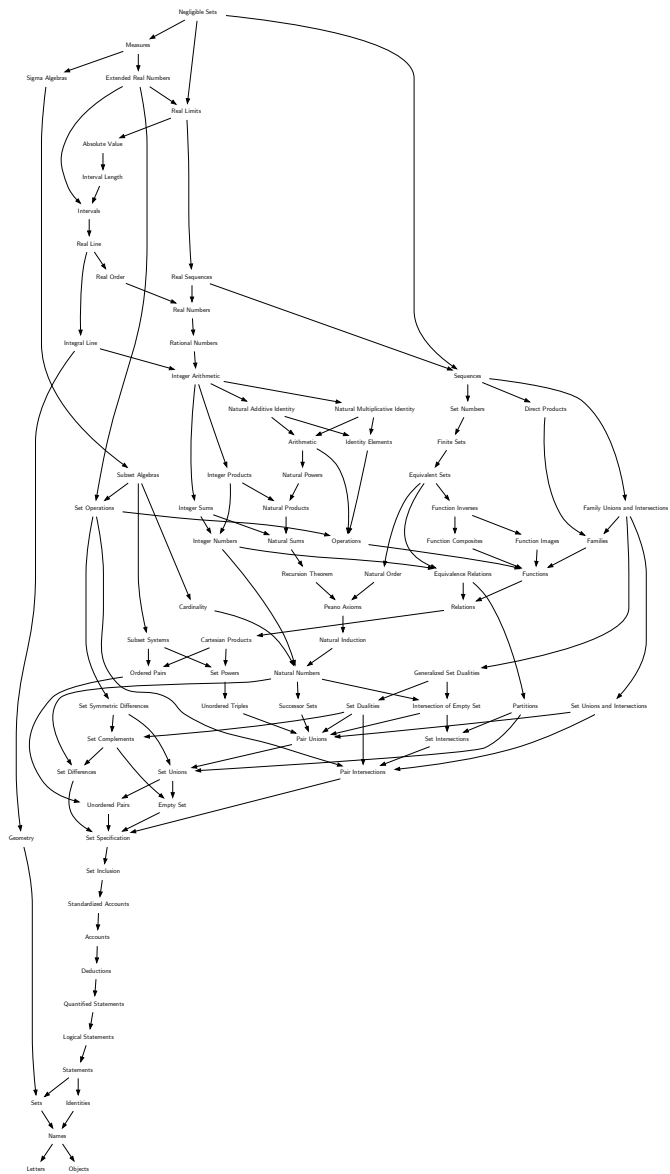 Negligible Sets
Measures
Sigma Algebras
Extended Real Numbers
Real Limits
Absolute Value
Interval Length
Intervals
Real Line
Real Order
Real Sequences
Real Numbers
Integral Line
Rational Numbers
Integer Arithmetic
Sequences
Natural Additive Identity
Natural Multiplicative Identity
Set Numbers
Direct Products
Arithmetic
Identity Elements
Finite Sets
Subset Algebras
Integer Products
Natural Powers
Equivalent Sets
Set Operations
Integer Sums
Natural Products
Function Inverses
Family Unions and Intersections
Integer Numbers
Natural Sums
Operations
Function Composites
Function Images
Families
Recursion Theorem
Natural Order
Equivalence Relations
Functions
Cardinality
Peano Axioms
Relations
Subset Systems
Cartesian Products
Natural Induction
Ordered Pairs
Set Powers
Natural Numbers
Generalized Set Dualities
Set Symmetric Differences
Unordered Triples
Successor Sets
Set Dualities
Intersection of Empty Set
Partitions
Set Unions and Intersections
Set Complements
Pair Unions
Set Intersections
Set Differences
Set Unions
Pair Intersections
Unordered Pairs
Empty Set
Geometry
Set Specification
Set Inclusion
Standardized Accounts
Accounts
Deductions
Quantified Statements
Logical Statements
Statements
Sets
Identities
Names
Letters
Objects